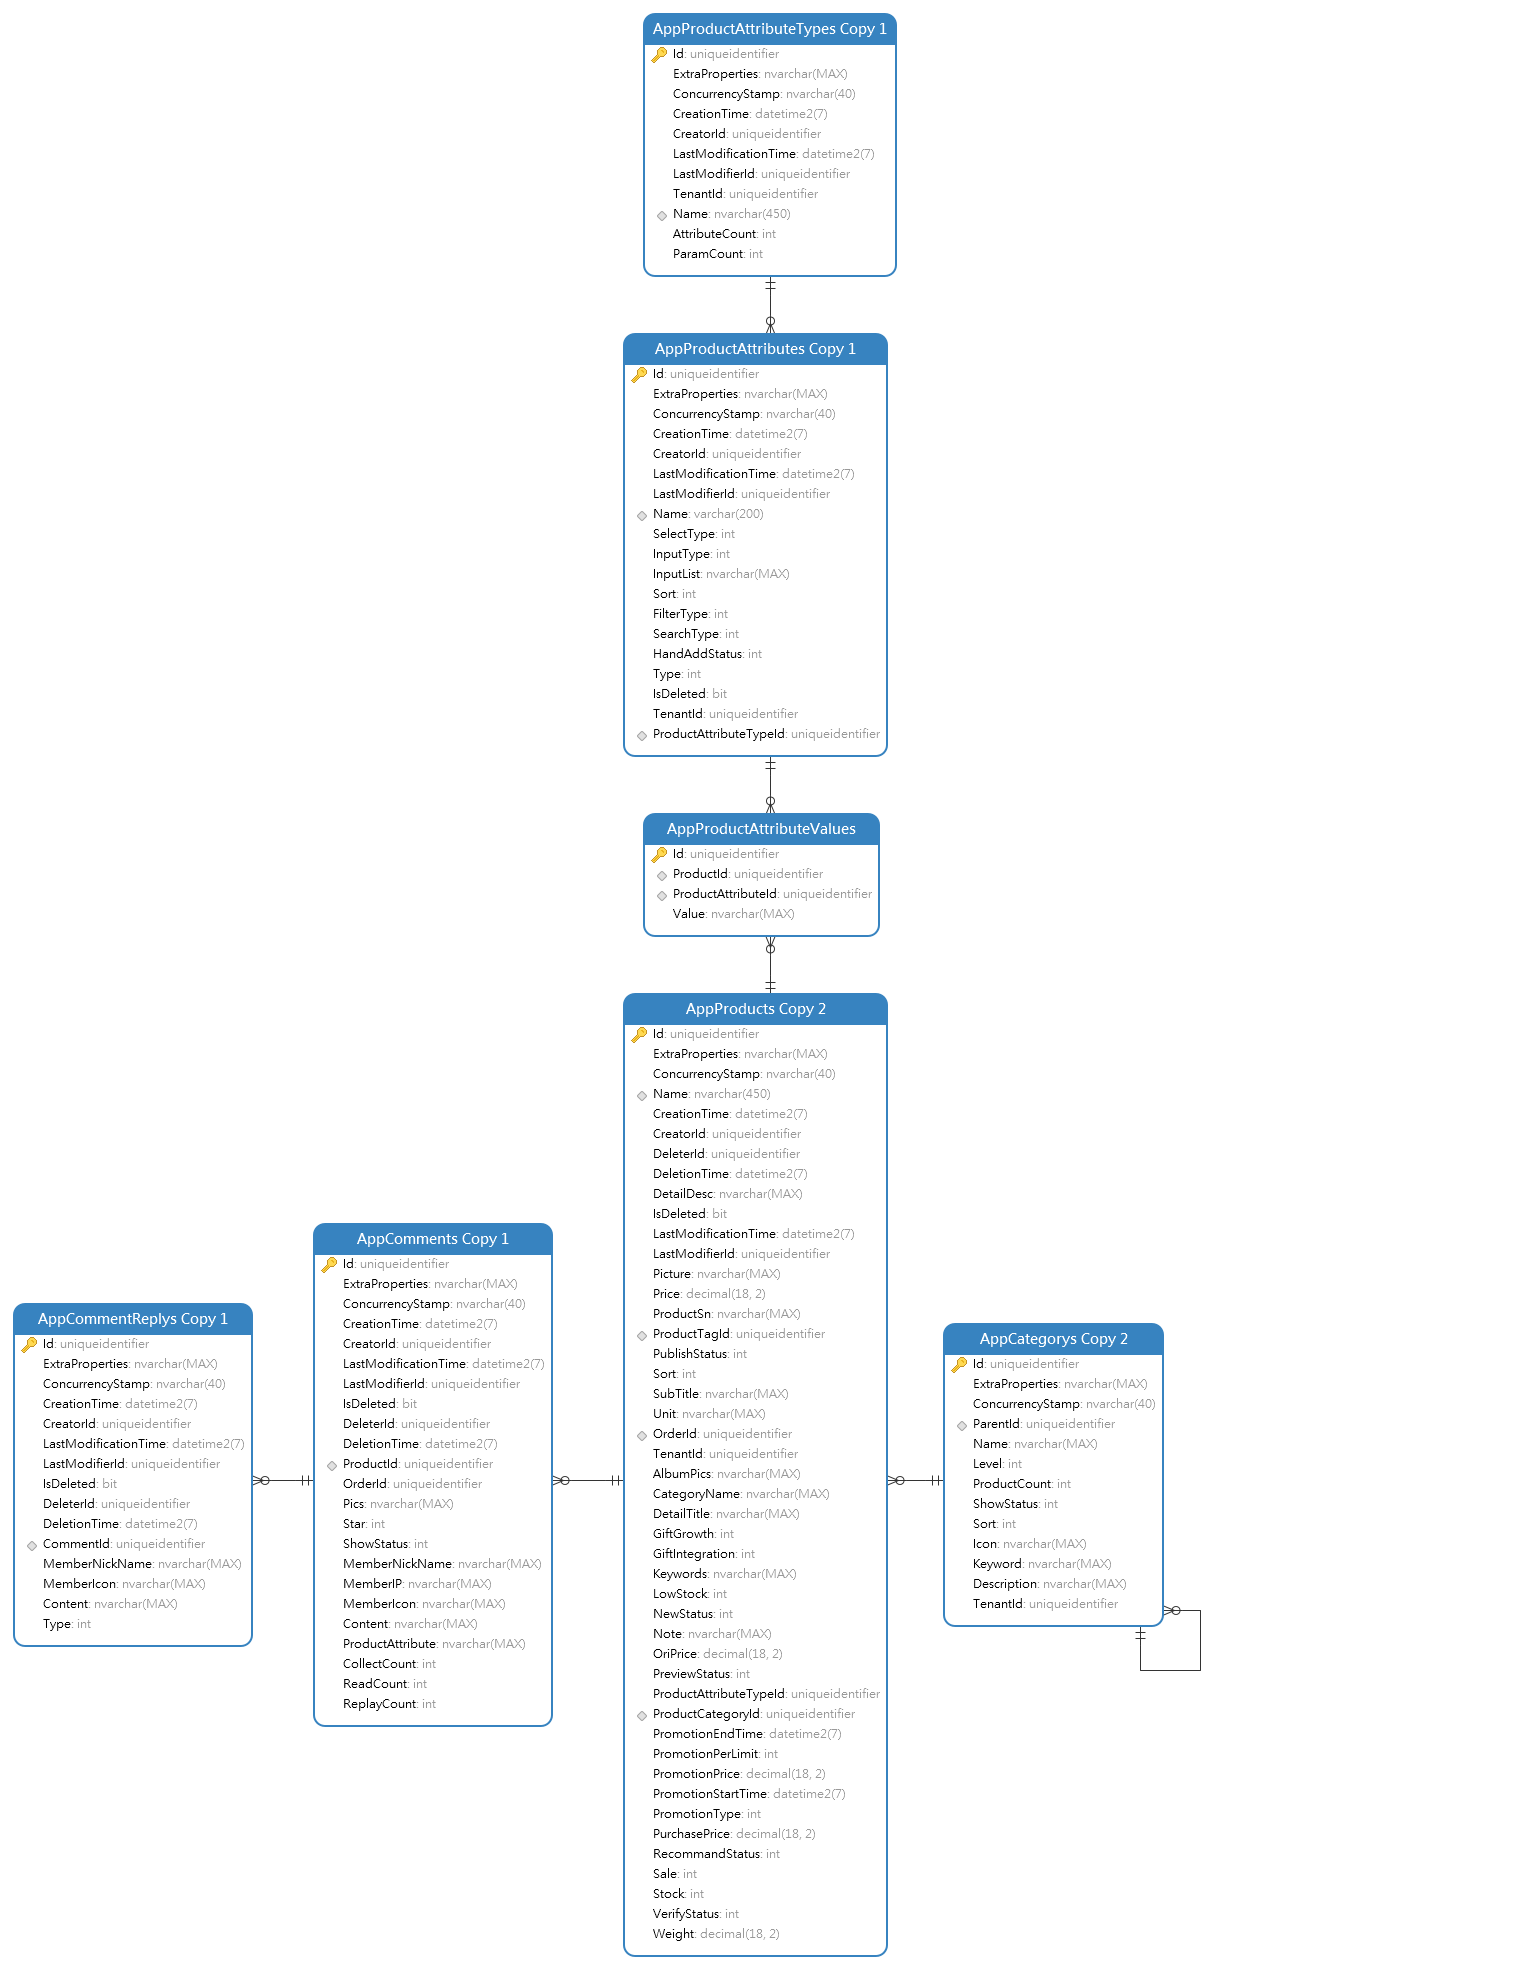 AppProductAttributeTypes Copy 1
Id: uniqueidentifier
ExtraProperties: nvarchar(MAX)
ConcurrencyStamp: nvarchar(40)
CreationTime: datetime2(7)
CreatorId: uniqueidentifier
LastModificationTime: datetime2(7)
LastModifierId: uniqueidentifier
TenantId: uniqueidentifier
Name: nvarchar(450)
AttributeCount: int
ParamCount: int
AppProductAttributes Copy 1
Id: uniqueidentifier
ExtraProperties: nvarchar(MAX)
ConcurrencyStamp: nvarchar(40)
CreationTime: datetime2(7)
CreatorId: uniqueidentifier
LastModificationTime: datetime2(7)
LastModifierId: uniqueidentifier
Name: varchar(200)
SelectType: int
InputType: int
InputList: nvarchar(MAX)
Sort: int
FilterType: int
SearchType: int
HandAddStatus: int
Type: int
IsDeleted: bit
TenantId: uniqueidentifier
ProductAttributeTypeId: uniqueidentifier
AppProductAttributeValues
Id: uniqueidentifier
ProductId: uniqueidentifier
ProductAttributeId: uniqueidentifier
Value: nvarchar(MAX)
AppProducts Copy 2
Id: uniqueidentifier
ExtraProperties: nvarchar(MAX)
ConcurrencyStamp: nvarchar(40)
Name: nvarchar(450)
CreationTime: datetime2(7)
CreatorId: uniqueidentifier
DeleterId: uniqueidentifier
DeletionTime: datetime2(7)
DetailDesc: nvarchar(MAX)
IsDeleted: bit
LastModificationTime: datetime2(7)
LastModifierId: uniqueidentifier
Picture: nvarchar(MAX)
Price: decimal(18, 2)
ProductSn: nvarchar(MAX)
ProductTagId: uniqueidentifier
PublishStatus: int
Sort: int
SubTitle: nvarchar(MAX)
Unit: nvarchar(MAX)
OrderId: uniqueidentifier
TenantId: uniqueidentifier
AlbumPics: nvarchar(MAX)
CategoryName: nvarchar(MAX)
DetailTitle: nvarchar(MAX)
GiftGrowth: int
GiftIntegration: int
Keywords: nvarchar(MAX)
LowStock: int
NewStatus: int
Note: nvarchar(MAX)
OriPrice: decimal(18, 2)
PreviewStatus: int
ProductAttributeTypeId: uniqueidentifier
ProductCategoryId: uniqueidentifier
PromotionEndTime: datetime2(7)
PromotionPerLimit: int
PromotionPrice: decimal(18, 2)
PromotionStartTime: datetime2(7)
PromotionType: int
PurchasePrice: decimal(18, 2)
RecommandStatus: int
Sale: int
Stock: int
VerifyStatus: int
Weight: decimal(18, 2)
AppComments Copy 1
Id: uniqueidentifier
ExtraProperties: nvarchar(MAX)
ConcurrencyStamp: nvarchar(40)
CreationTime: datetime2(7)
CreatorId: uniqueidentifier
LastModificationTime: datetime2(7)
LastModifierId: uniqueidentifier
IsDeleted: bit
DeleterId: uniqueidentifier
DeletionTime: datetime2(7)
ProductId: uniqueidentifier
OrderId: uniqueidentifier
Pics: nvarchar(MAX)
Star: int
ShowStatus: int
MemberNickName: nvarchar(MAX)
MemberIP: nvarchar(MAX)
MemberIcon: nvarchar(MAX)
Content: nvarchar(MAX)
ProductAttribute: nvarchar(MAX)
CollectCount: int
ReadCount: int
ReplayCount: int
AppCommentReplys Copy 1
Id: uniqueidentifier
ExtraProperties: nvarchar(MAX)
ConcurrencyStamp: nvarchar(40)
CreationTime: datetime2(7)
CreatorId: uniqueidentifier
LastModificationTime: datetime2(7)
LastModifierId: uniqueidentifier
IsDeleted: bit
DeleterId: uniqueidentifier
DeletionTime: datetime2(7)
CommentId: uniqueidentifier
MemberNickName: nvarchar(MAX)
MemberIcon: nvarchar(MAX)
Content: nvarchar(MAX)
Type: int
AppCategorys Copy 2
Id: uniqueidentifier
ExtraProperties: nvarchar(MAX)
ConcurrencyStamp: nvarchar(40)
ParentId: uniqueidentifier
Name: nvarchar(MAX)
Level: int
ProductCount: int
ShowStatus: int
Sort: int
Icon: nvarchar(MAX)
Keyword: nvarchar(MAX)
Description: nvarchar(MAX)
TenantId: uniqueidentifier